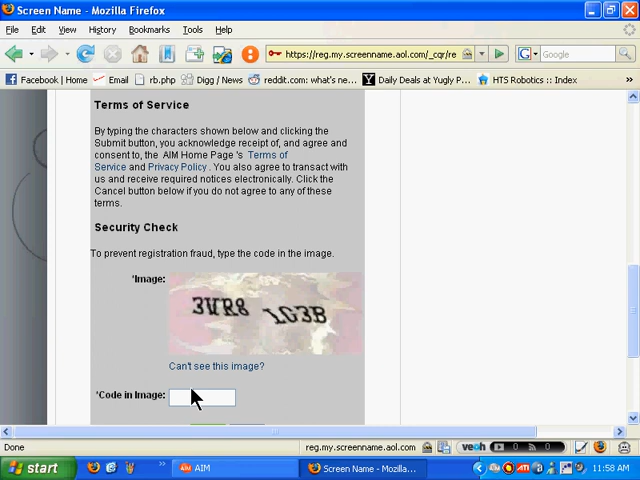 Screen Name - Mozilla Firefox
File Edit View History Bookmarks Tools Help
https://reg.my.screenname.aol.com/_cqr/re
Google
Facebook | Home Email rb.php Digg / News reddit.com: what's ne... Daily Deals at Yugly P... HTS Robotics :: Index »
Terms of Service
By typing the characters shown below and clicking the
Submit button, you acknowledge receipt of, and agree and
consent to, the AIM Home Page 's Terms of
Service and Privacy Policy . You also agree to transact with
us and receive required notices electronically. Click the
Cancel button below if you do not agree to any of these
terms.
Security Check
To prevent registration fraud, type the code in the image.
*Image:
Can't see this image?
*Code in Image:
Done
reg.my.screenname.aol.com
veoh 0 0
start
» AIM
Screen Name - Mozilla...
ATI
11:58 AM